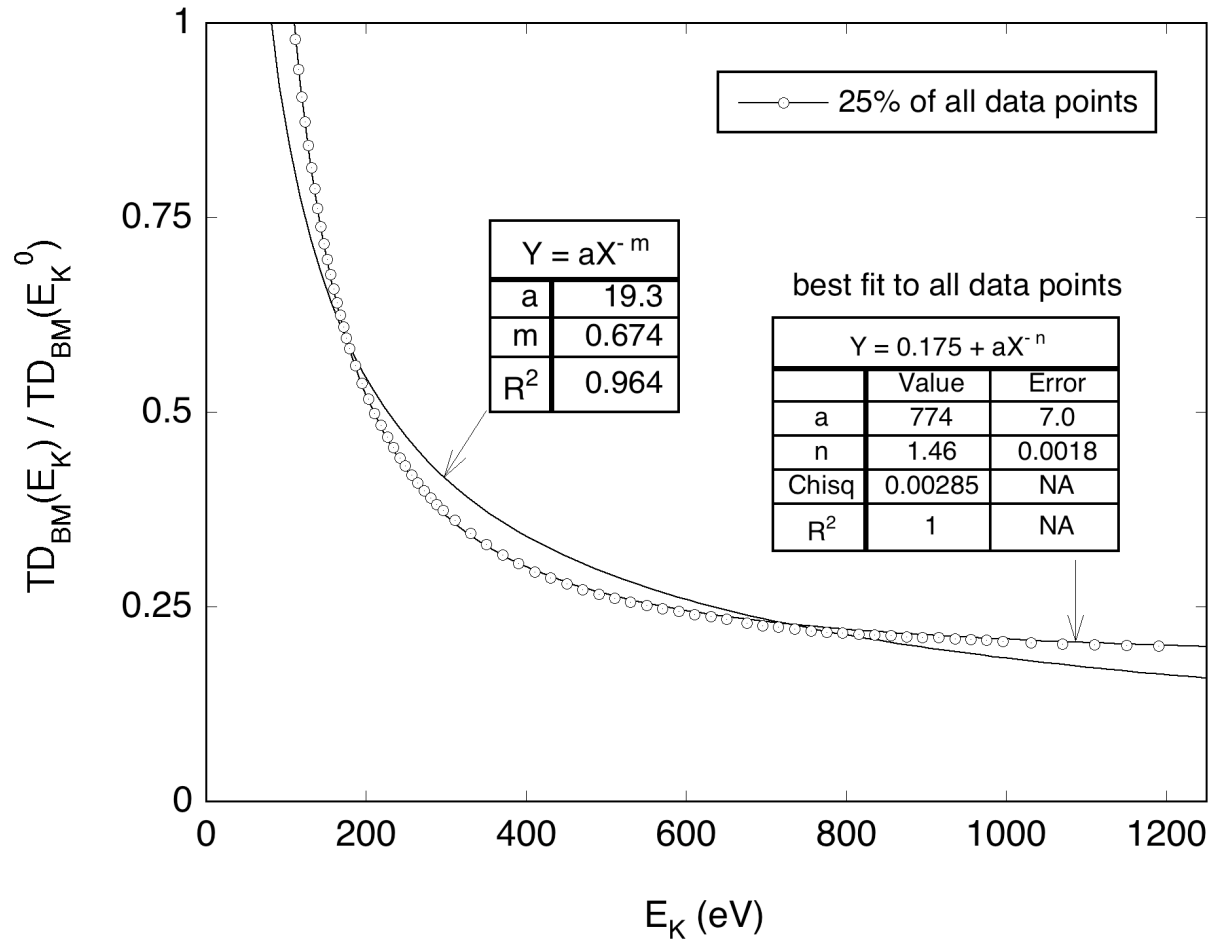 1
0.75
0.5
0.25
0
TD_BM(E_K) / TD_BM(E_K^0)
25% of all data points
Y = aX^- m
a 19.3
m 0.674
R^2 0.964
best fit to all data points
Y = 0.175 + aX^- n
Value Error
a 774 7.0
n 1.46 0.0018
Chisq 0.00285 NA
R^2 1 NA
0 200 400 600 800 1000 1200
E_K (eV)